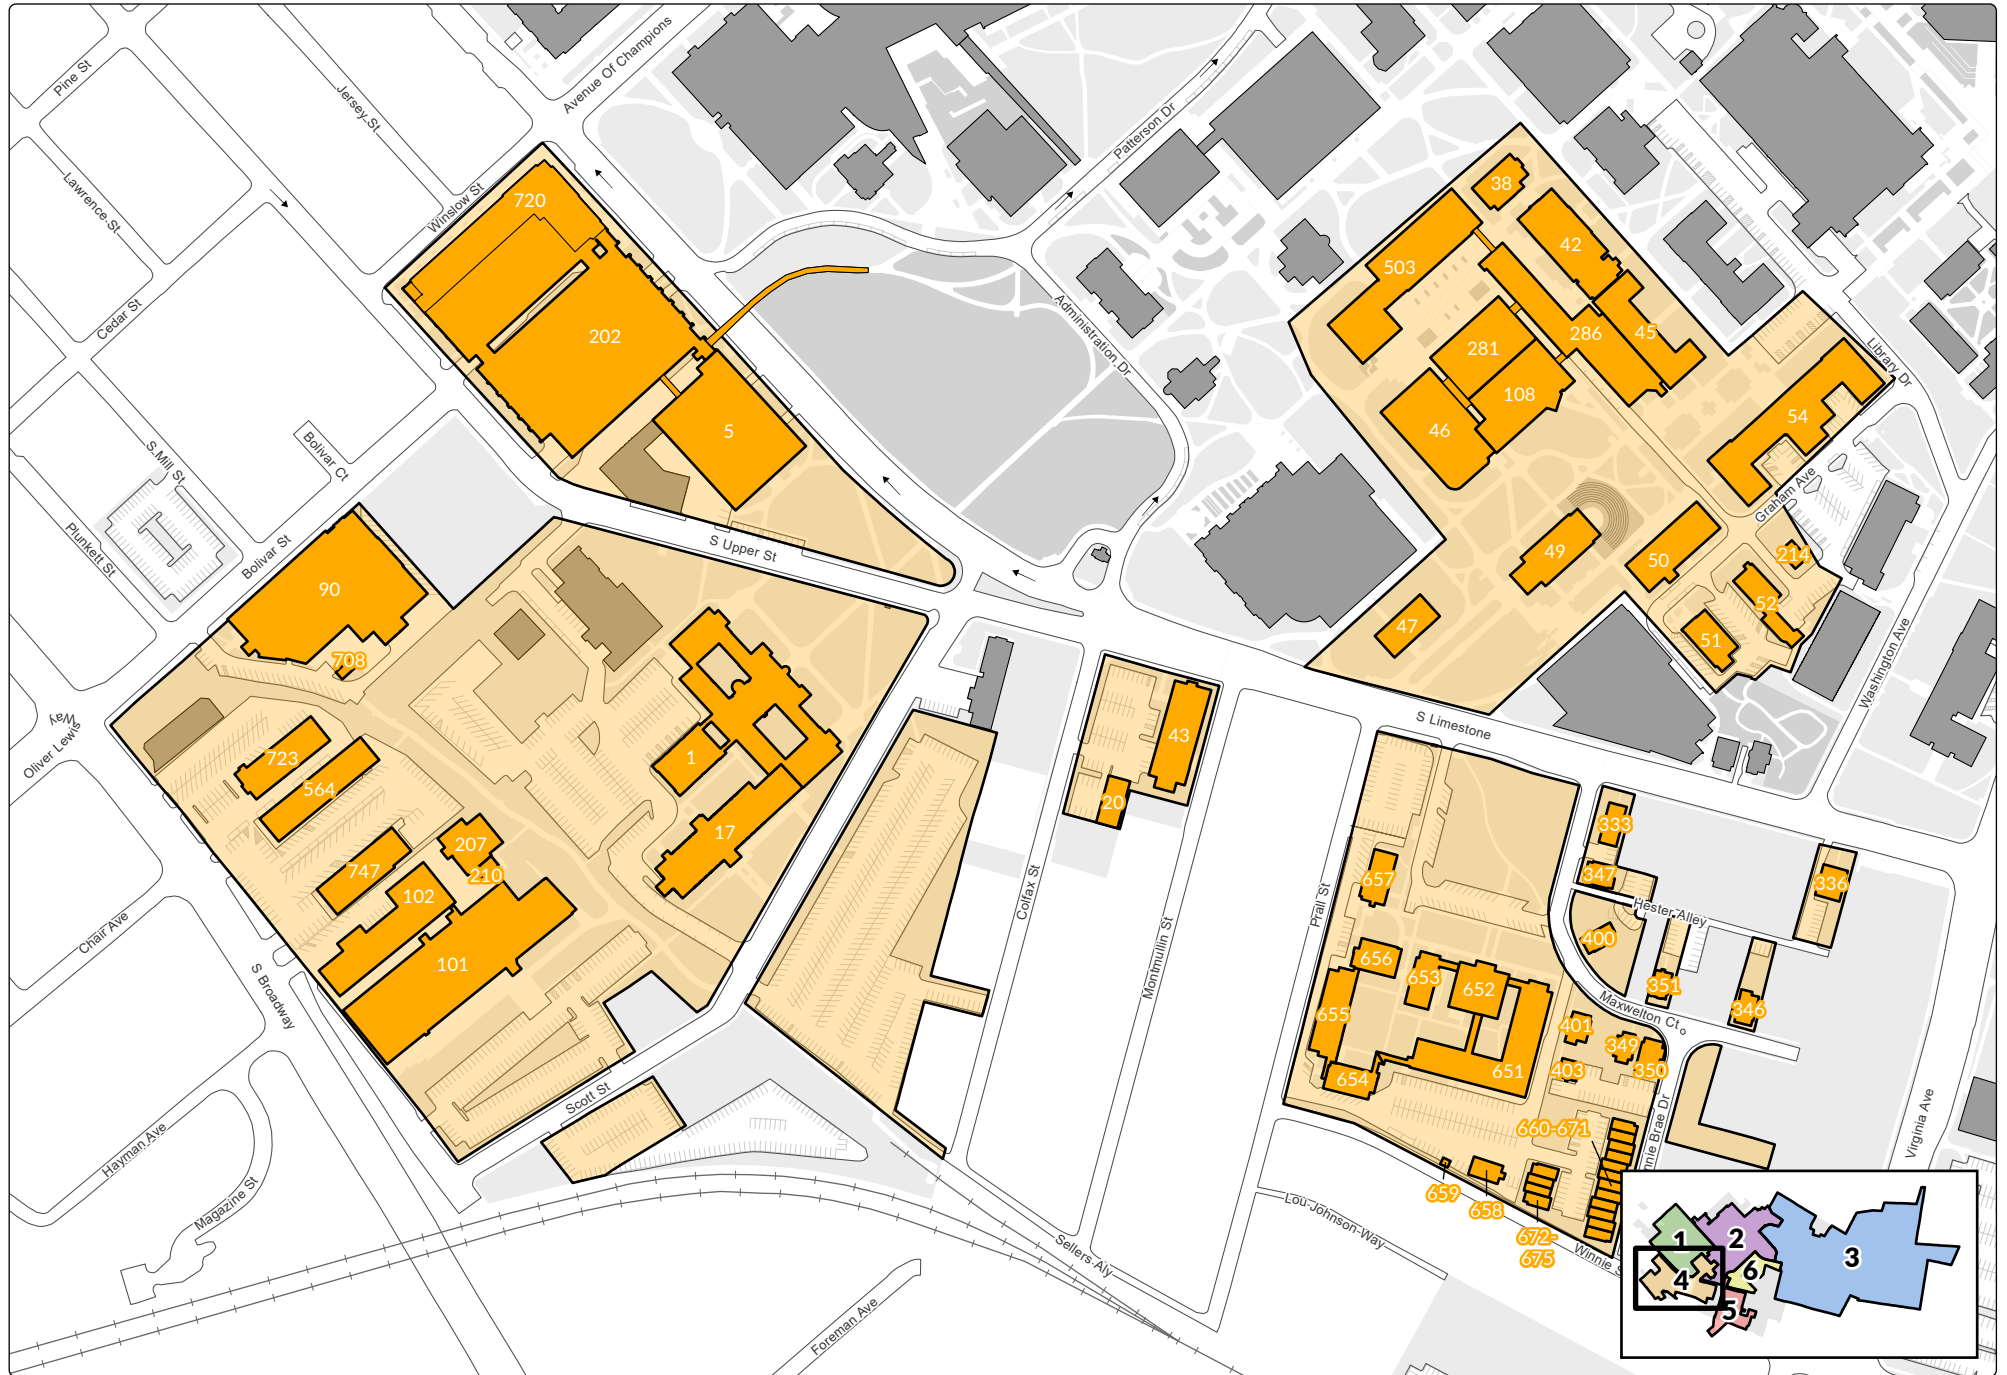 Pine St
Jersey St
Avenue Of Champions
Lawrence St
Winslow St
Patterson Dr
Cedar St
Administration Dr
Library Dr
Bolivar Ct
S Mill St
Plunkett St
Bolivar St
S Upper St
Graham Ave
Washington Ave
Oliver Lewis
Way
S Limestone
Chair Ave
S Broadway
Colfax St
Montmullin St
Prall St
Hester Alley
Maxwelton Ct
Scott St
Hayman Ave
Magazine St
Sellers Aly
Foreman Ave
Lou Johnson Way
Winnie S
nnie Brae Dr
Virginia Ave
720
202
5
38
42
503
45
286
281
108
46
54
49
50
214
52
51
47
90
708
723
564
1
17
207
210
747
102
101
43
20
333
347
336
657
400
656
653
652
351
346
655
401
349
350
403
651
654
660-671
659
658
672-
675
1
2
3
4
5
6